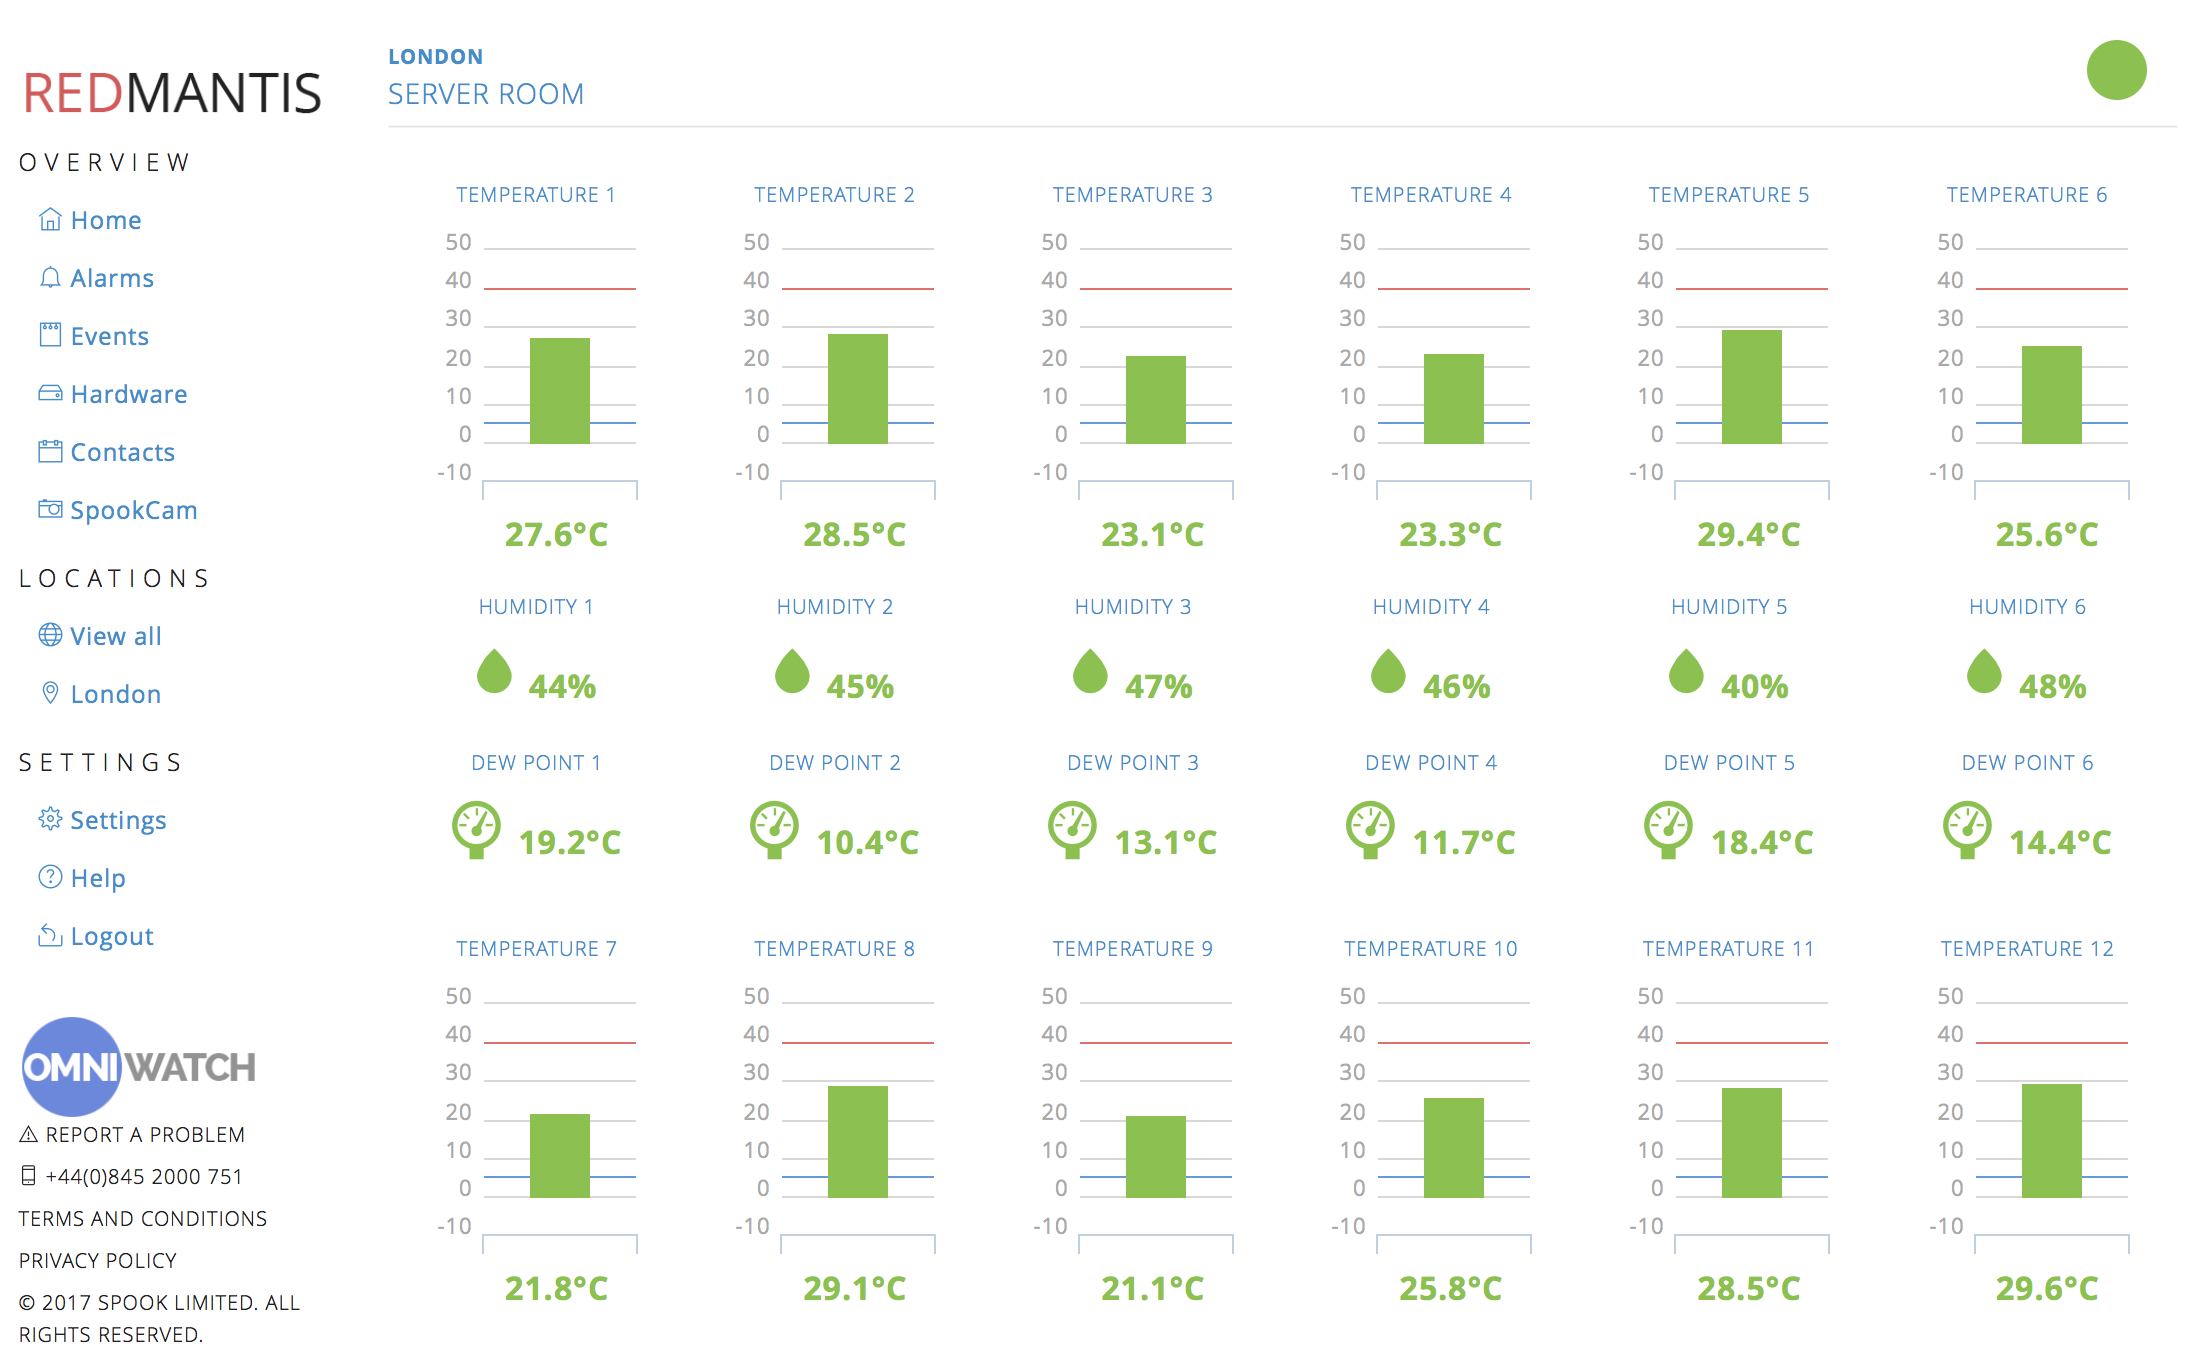 REDMANTIS
OVERVIEW
Home
Alarms
Events
Hardware
Contacts
SpookCam
LOCATIONS
View all
London
SETTINGS
Settings
Help
Logout
OMNIWATCH
REPORT A PROBLEM
+44(0)845 2000 751
TERMS AND CONDITIONS
PRIVACY POLICY
© 2017 SPOOK LIMITED. ALL
RIGHTS RESERVED.
LONDON
SERVER ROOM
TEMPERATURE 1 TEMPERATURE 2 TEMPERATURE 3 TEMPERATURE 4 TEMPERATURE 5 TEMPERATURE 6
50 50 50 50 50 50
40 40 40 40 40 40
30 30 30 30 30 30
20 20 20 20 20 20
10 10 10 10 10 10
0 0 0 0 0 0
-10 -10 -10 -10 -10 -10
27.6°C 28.5°C 23.1°C 23.3°C 29.4°C 25.6°C
HUMIDITY 1 HUMIDITY 2 HUMIDITY 3 HUMIDITY 4 HUMIDITY 5 HUMIDITY 6
44% 45% 47% 46% 40% 48%
DEW POINT 1 DEW POINT 2 DEW POINT 3 DEW POINT 4 DEW POINT 5 DEW POINT 6
19.2°C 10.4°C 13.1°C 11.7°C 18.4°C 14.4°C
TEMPERATURE 7 TEMPERATURE 8 TEMPERATURE 9 TEMPERATURE 10 TEMPERATURE 11 TEMPERATURE 12
50 50 50 50 50 50
40 40 40 40 40 40
30 30 30 30 30 30
20 20 20 20 20 20
10 10 10 10 10 10
0 0 0 0 0 0
-10 -10 -10 -10 -10 -10
21.8°C 29.1°C 21.1°C 25.8°C 28.5°C 29.6°C